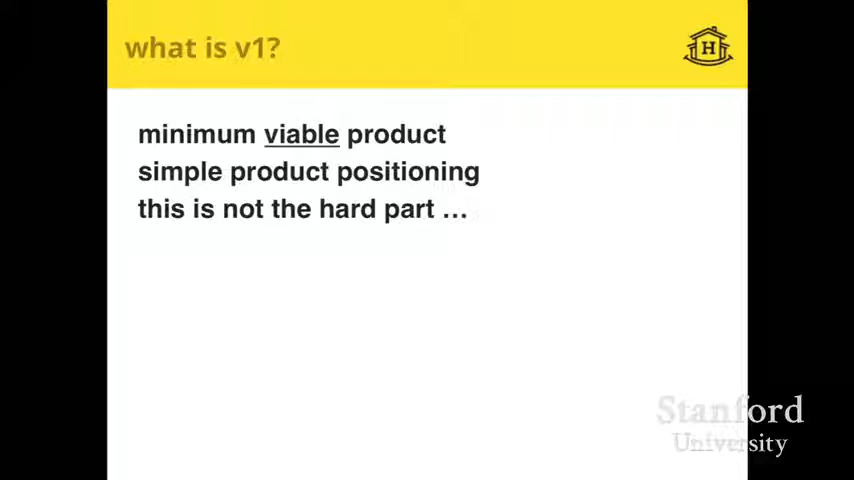 what is v1?
H
minimum viable product
simple product positioning
this is not the hard part ...
Stanford
University